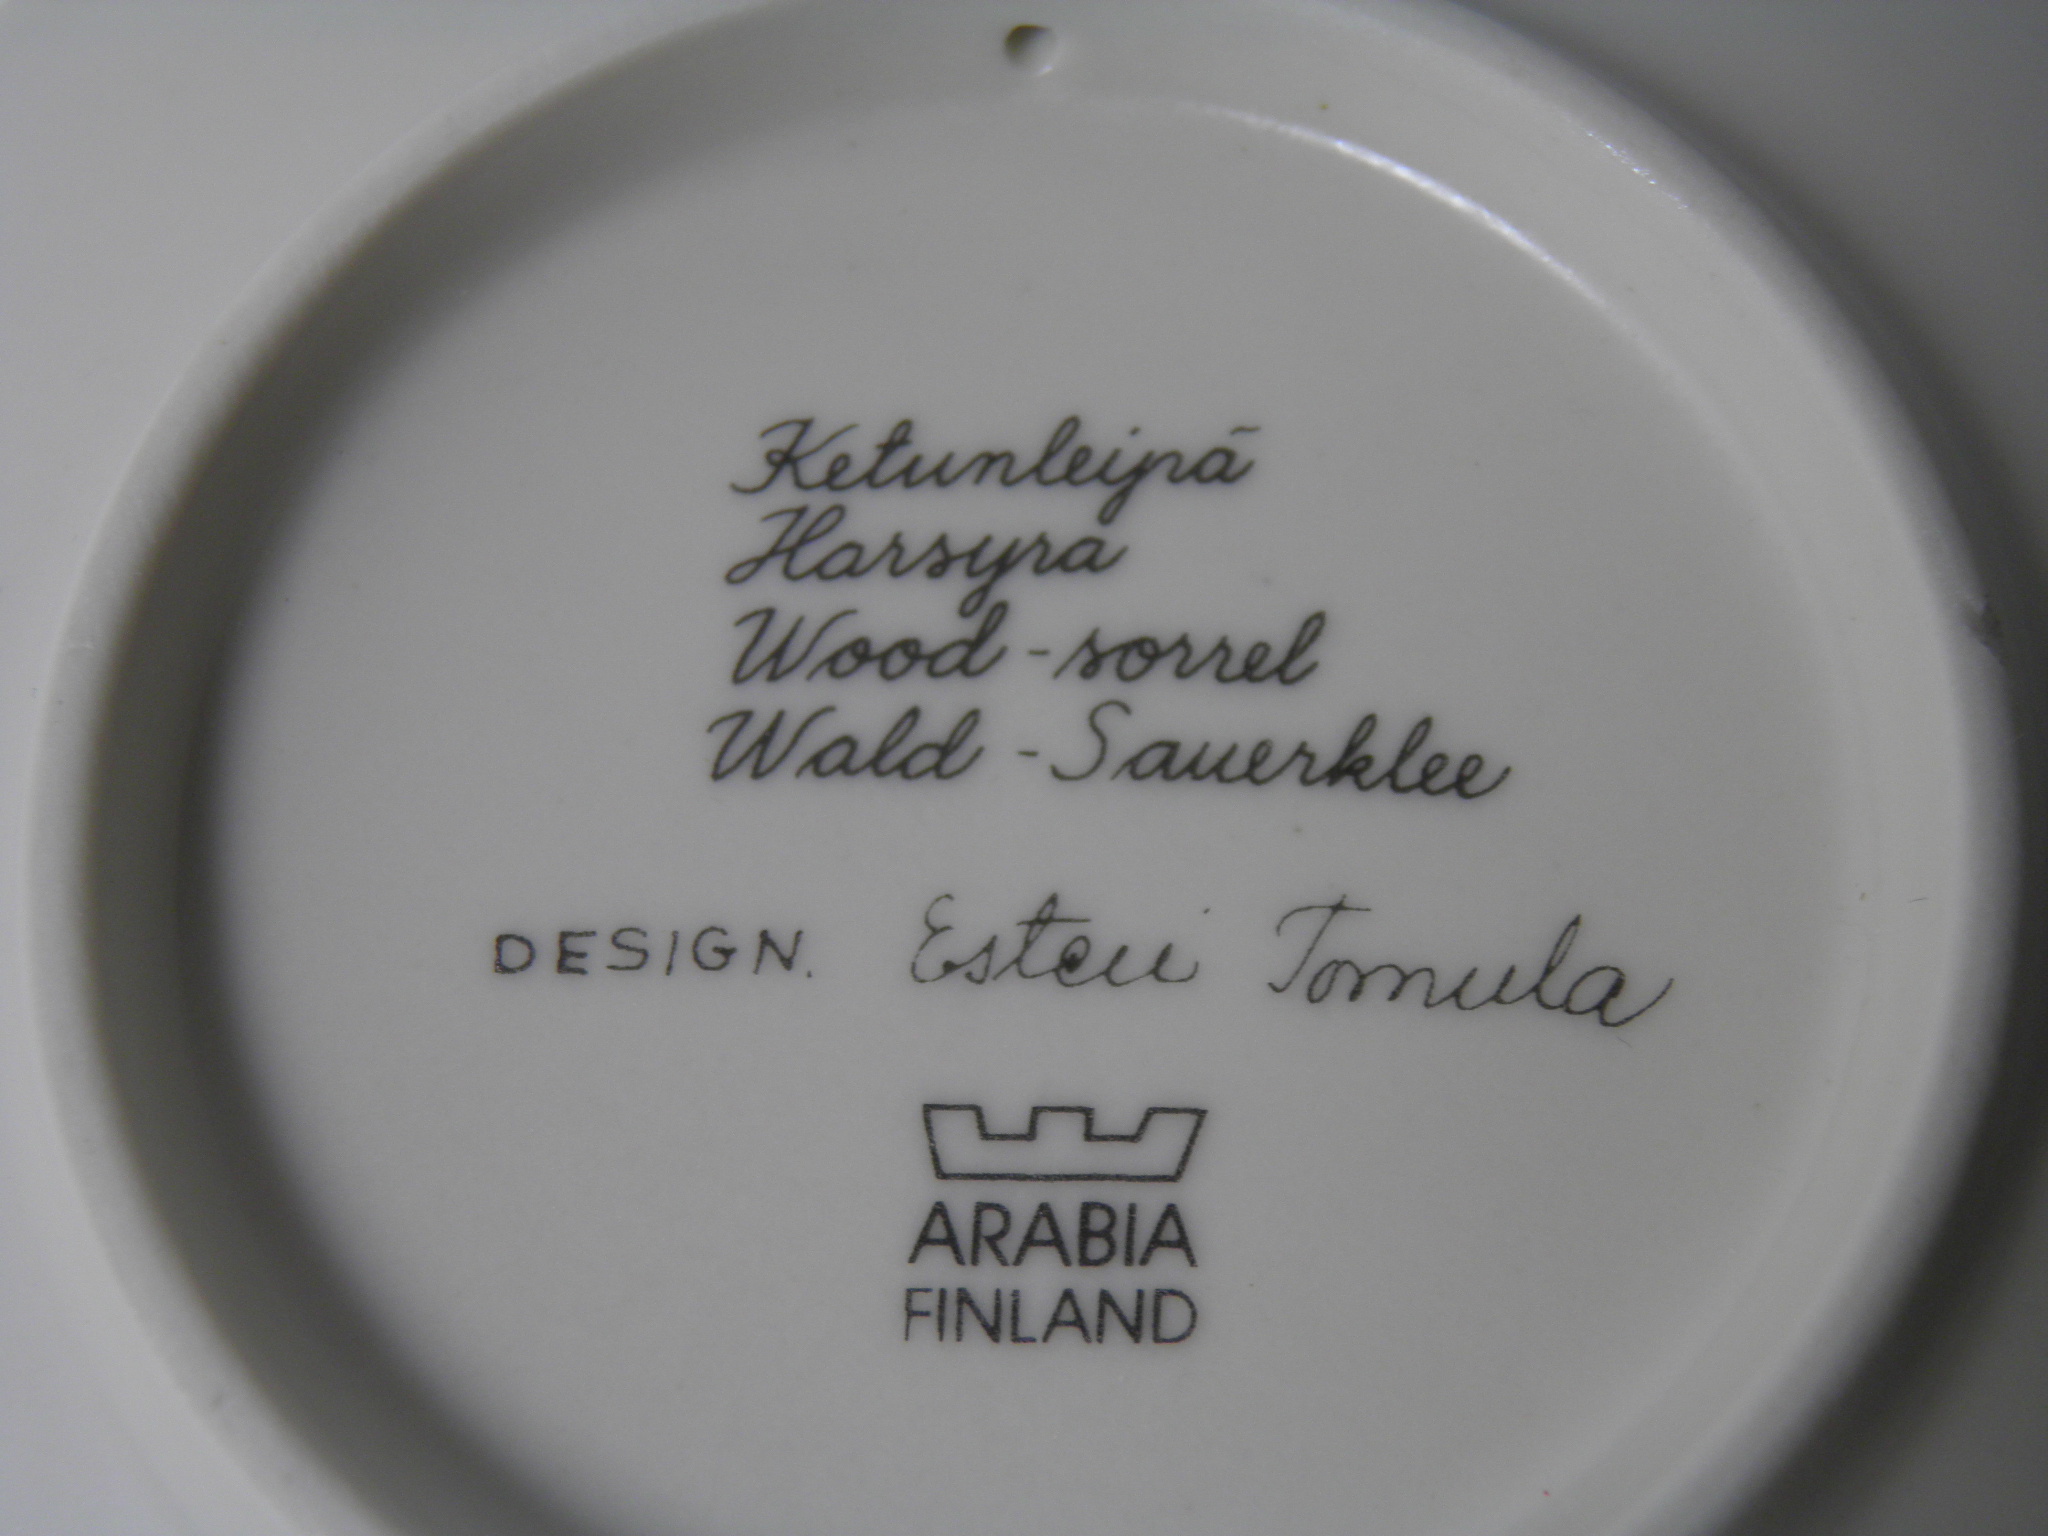 Ketunleipä
Harsyra
Wood-sorrel
Wald-Sauerklee
DESIGN. Esteri Tomula
ARABIA
FINLAND